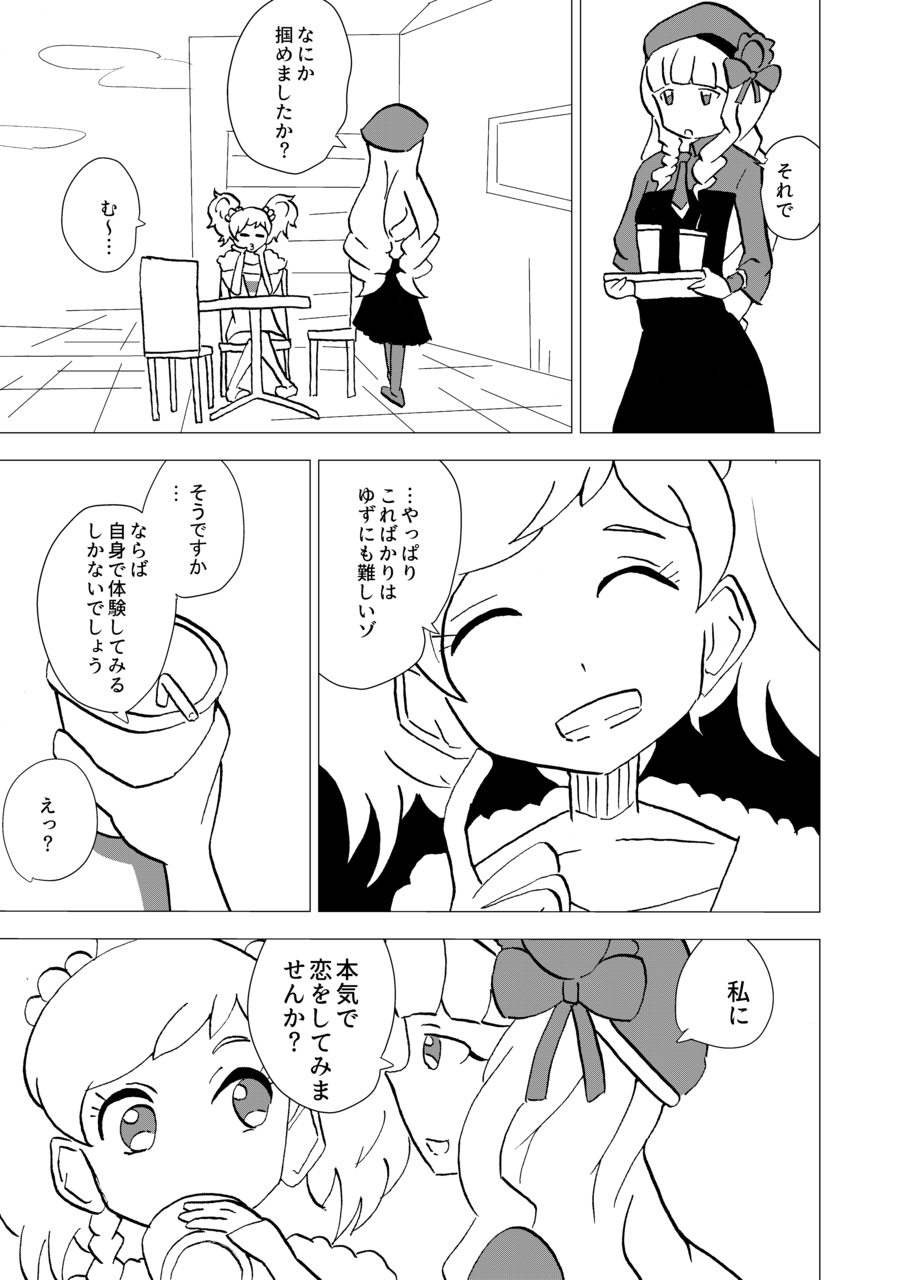 それで
なにか
掴めましたか？
む～…
…やっぱり
こればかりは
ゆずにも難しいゾ
そうですか
…
ならば
自身で体験してみる
しかないでしょう
えっ？
私に
本気で
恋をしてみま
せんか？